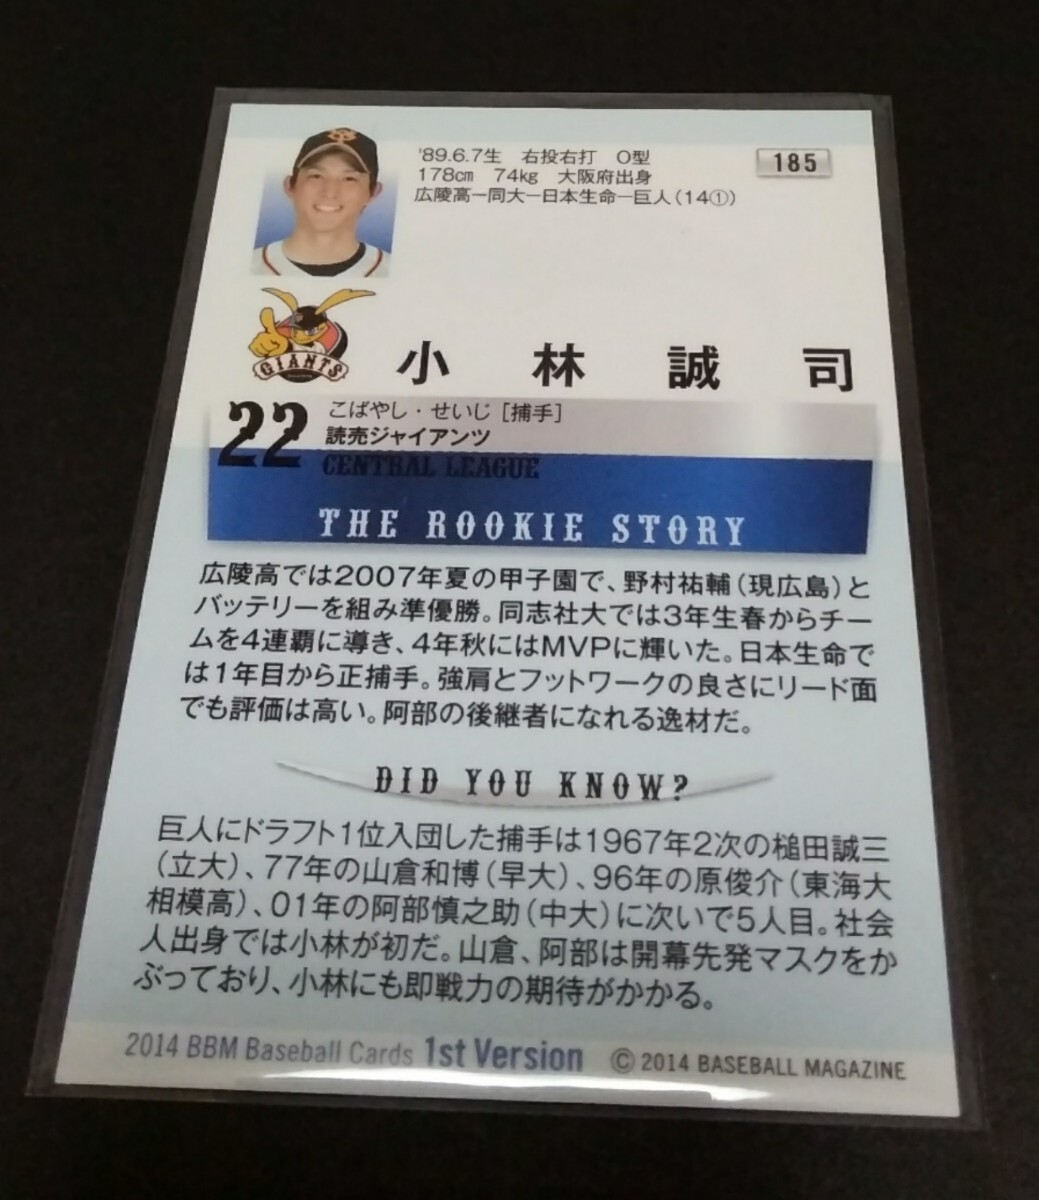 '89.6.7生　右投右打　O型
185
178cm　74kg　大阪府出身
広陵高―同大―日本生命―巨人（14①）
GIANTS
小林誠司
22
こばやし・せいじ［捕手］
読売ジャイアンツ
CENTRAL LEAGUE
THE ROOKIE STORY
広陵高では2007年夏の甲子園で、野村祐輔（現広島）と
バッテリーを組み準優勝。同志社大では3年生春からチー
ムを4連覇に導き、4年秋にはMVPに輝いた。日本生命で
は1年目から正捕手。強肩とフットワークの良さにリード面
でも評価は高い。阿部の後継者になれる逸材だ。
DID YOU KNOW?
巨人にドラフト1位入団した捕手は1967年2次の槌田誠三
（立大）、77年の山倉和博（早大）、96年の原俊介（東海大
相模高）、01年の阿部慎之助（中大）に次いで5人目。社会
人出身では小林が初だ。山倉、阿部は開幕先発マスクをか
ぶっており、小林にも即戦力の期待がかかる。
2014 BBM Baseball Cards 1st Version　© 2014 BASEBALL MAGAZINE